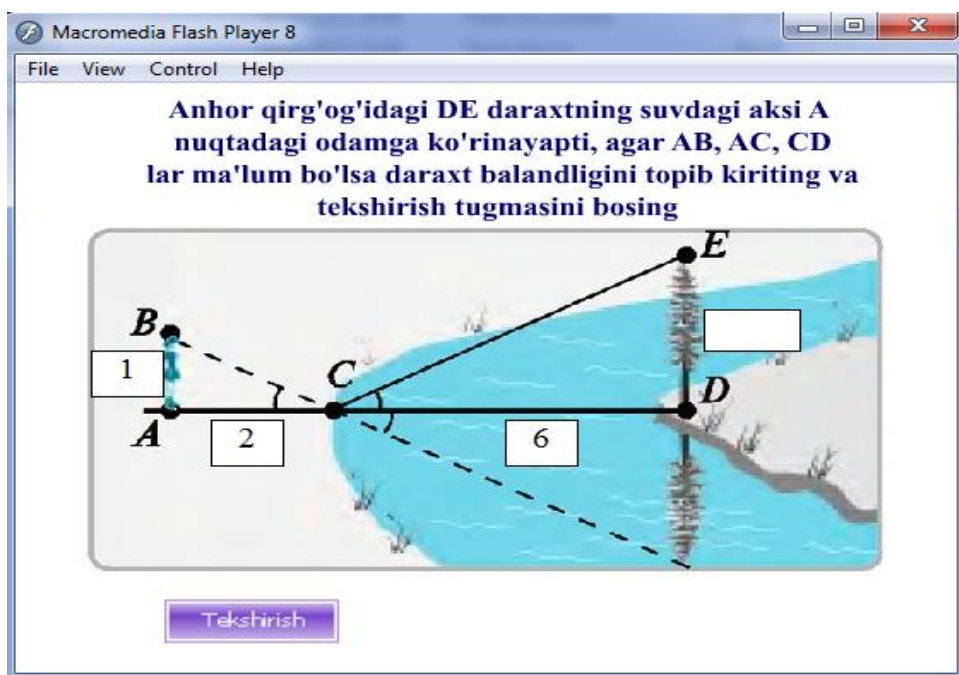 Macromedia Flash Player 8
File View Control Help
Anhor qirg'og'idagi DE daraxtning suvdagi aksi A
nuqtadagi odamga ko'rinayapti, agar AB, AC, CD
lar ma'lum bo'lsa daraxt balandligini topib kiriting va
tekshirish tugmasini bosing
E
B
1
C
D
A
2
6
Tekshirish